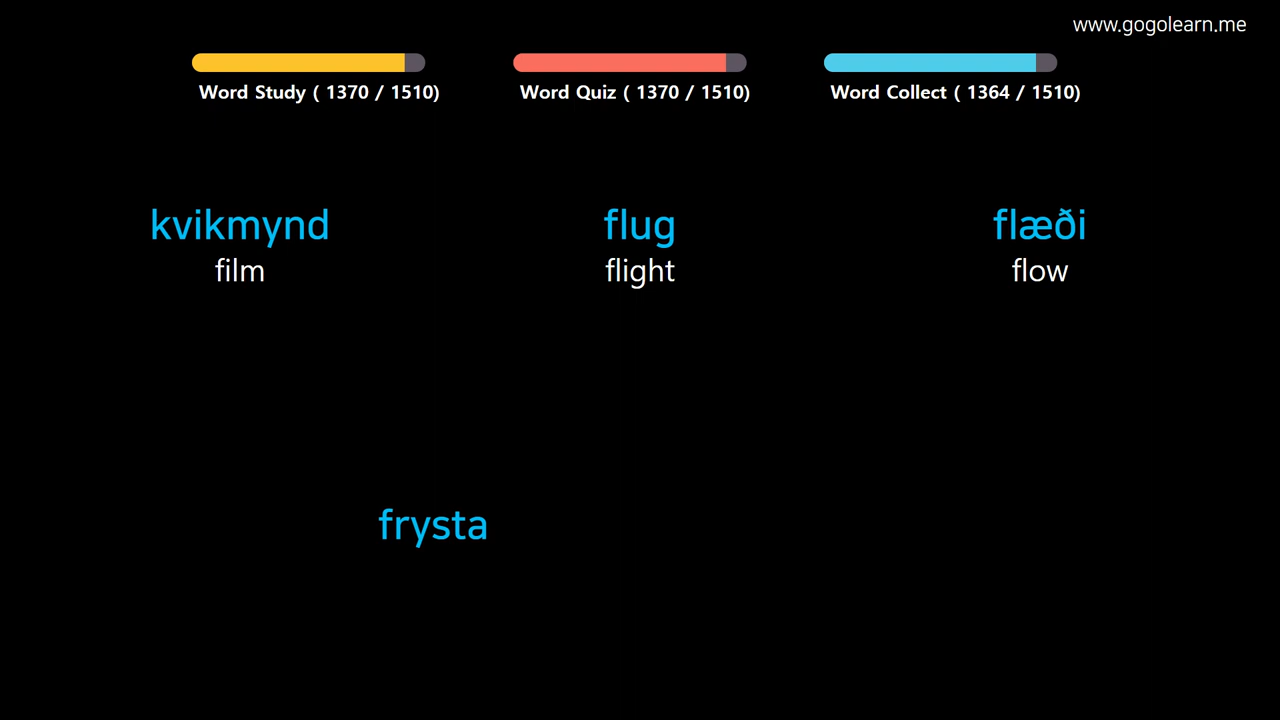 www.gogolearn.me
Word Study ( 1370 / 1510)
Word Quiz ( 1370 / 1510)
Word Collect ( 1364 / 1510)
kvikmynd
film
flug
flight
flæði
flow
frysta